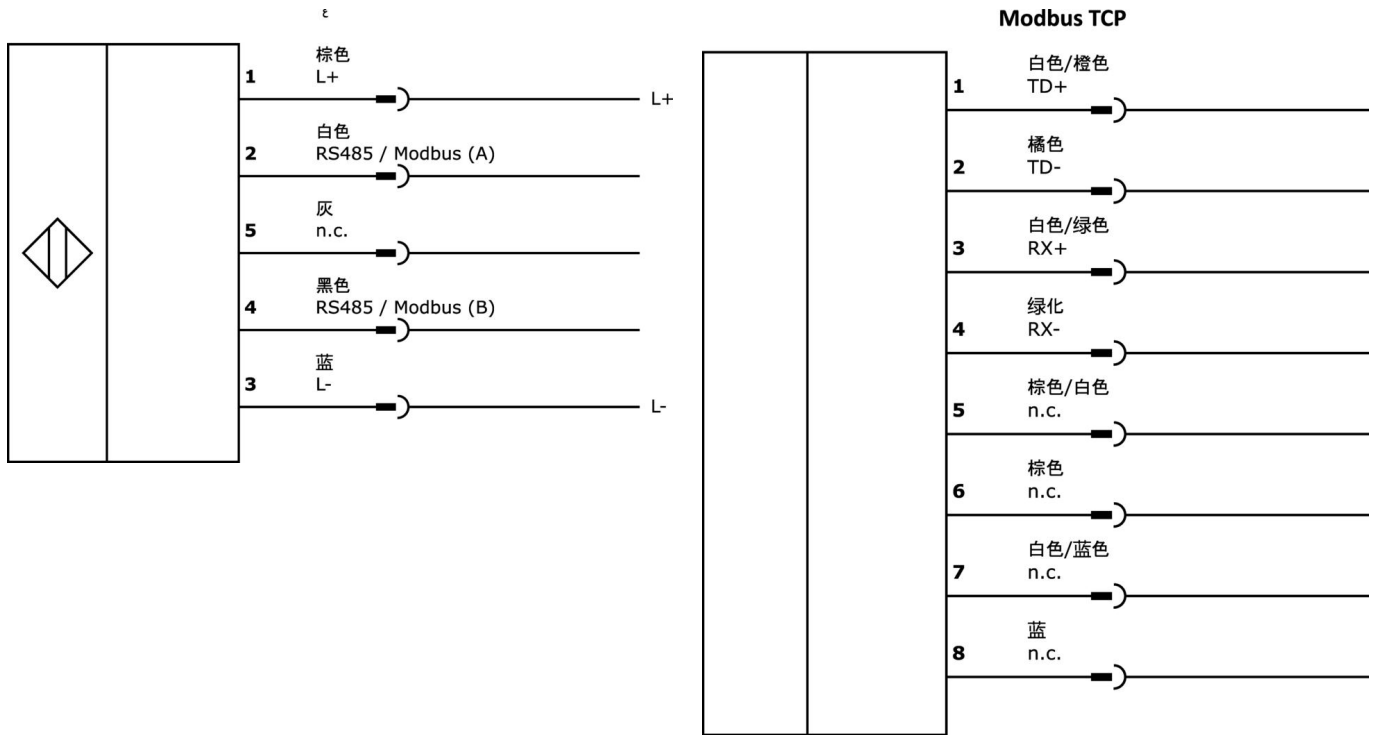 ع
棕色
1 L+
L+
白色
2 RS485 / Modbus (A)
灰
5 n.c.
黑色
4 RS485 / Modbus (B)
蓝
3 L-
L-
Modbus TCP
白色/橙色
1 TD+
橘色
2 TD-
白色/绿色
3 RX+
绿化
4 RX-
棕色/白色
5 n.c.
棕色
6 n.c.
白色/蓝色
7 n.c.
蓝
8 n.c.